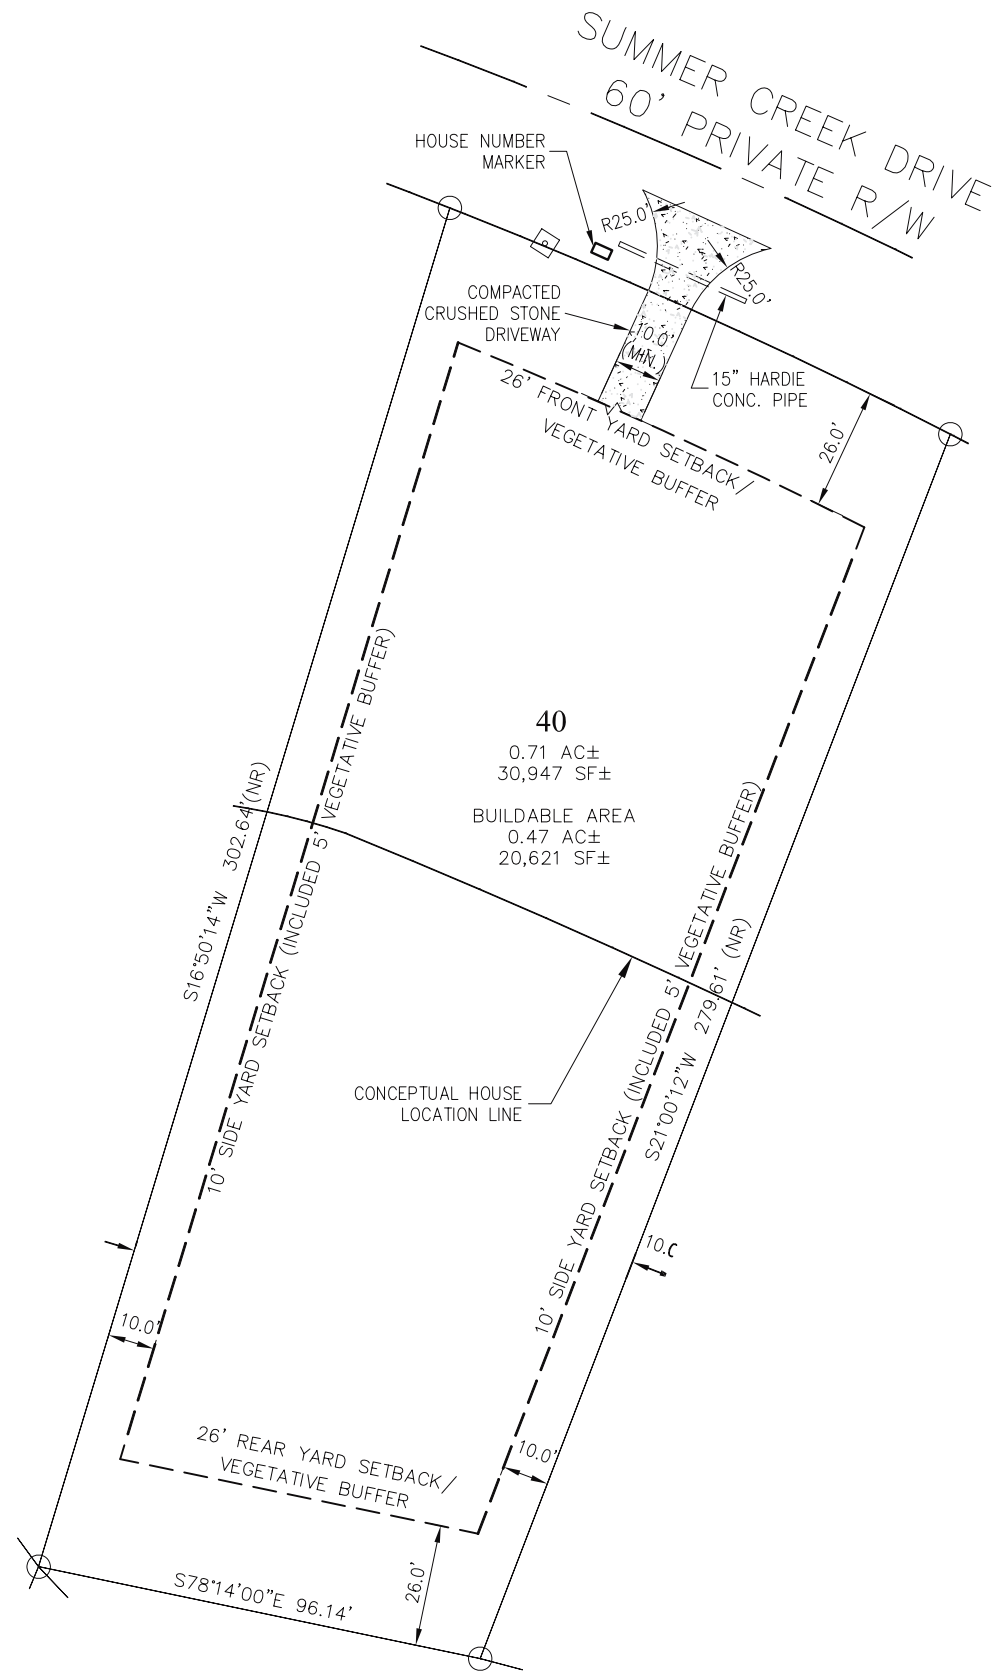 SUMMER CREEK DRIVE
60' PRIVATE R/W
HOUSE NUMBER
MARKER
R25.0'
R25.0'
COMPACTED
CRUSHED STONE
DRIVEWAY
10.0'
(MIN.)
15" HARDIE
CONC. PIPE
26' FRONT YARD SETBACK/
VEGETATIVE BUFFER
26.0'
40
0.71 AC±
30,947 SF±
BUILDABLE AREA
0.47 AC±
20,621 SF±
S16°50'14"W 302.64'(NR)
10' SIDE YARD SETBACK (INCLUDED 5' VEGETATIVE BUFFER)
10' SIDE YARD SETBACK (INCLUDED 5' VEGETATIVE BUFFER)
S21°00'12"W 279.61' (NR)
CONCEPTUAL HOUSE
LOCATION LINE
10.0'
10.0
10.0'
26' REAR YARD SETBACK/
VEGETATIVE BUFFER
26.0'
S78°14'00"E 96.14'